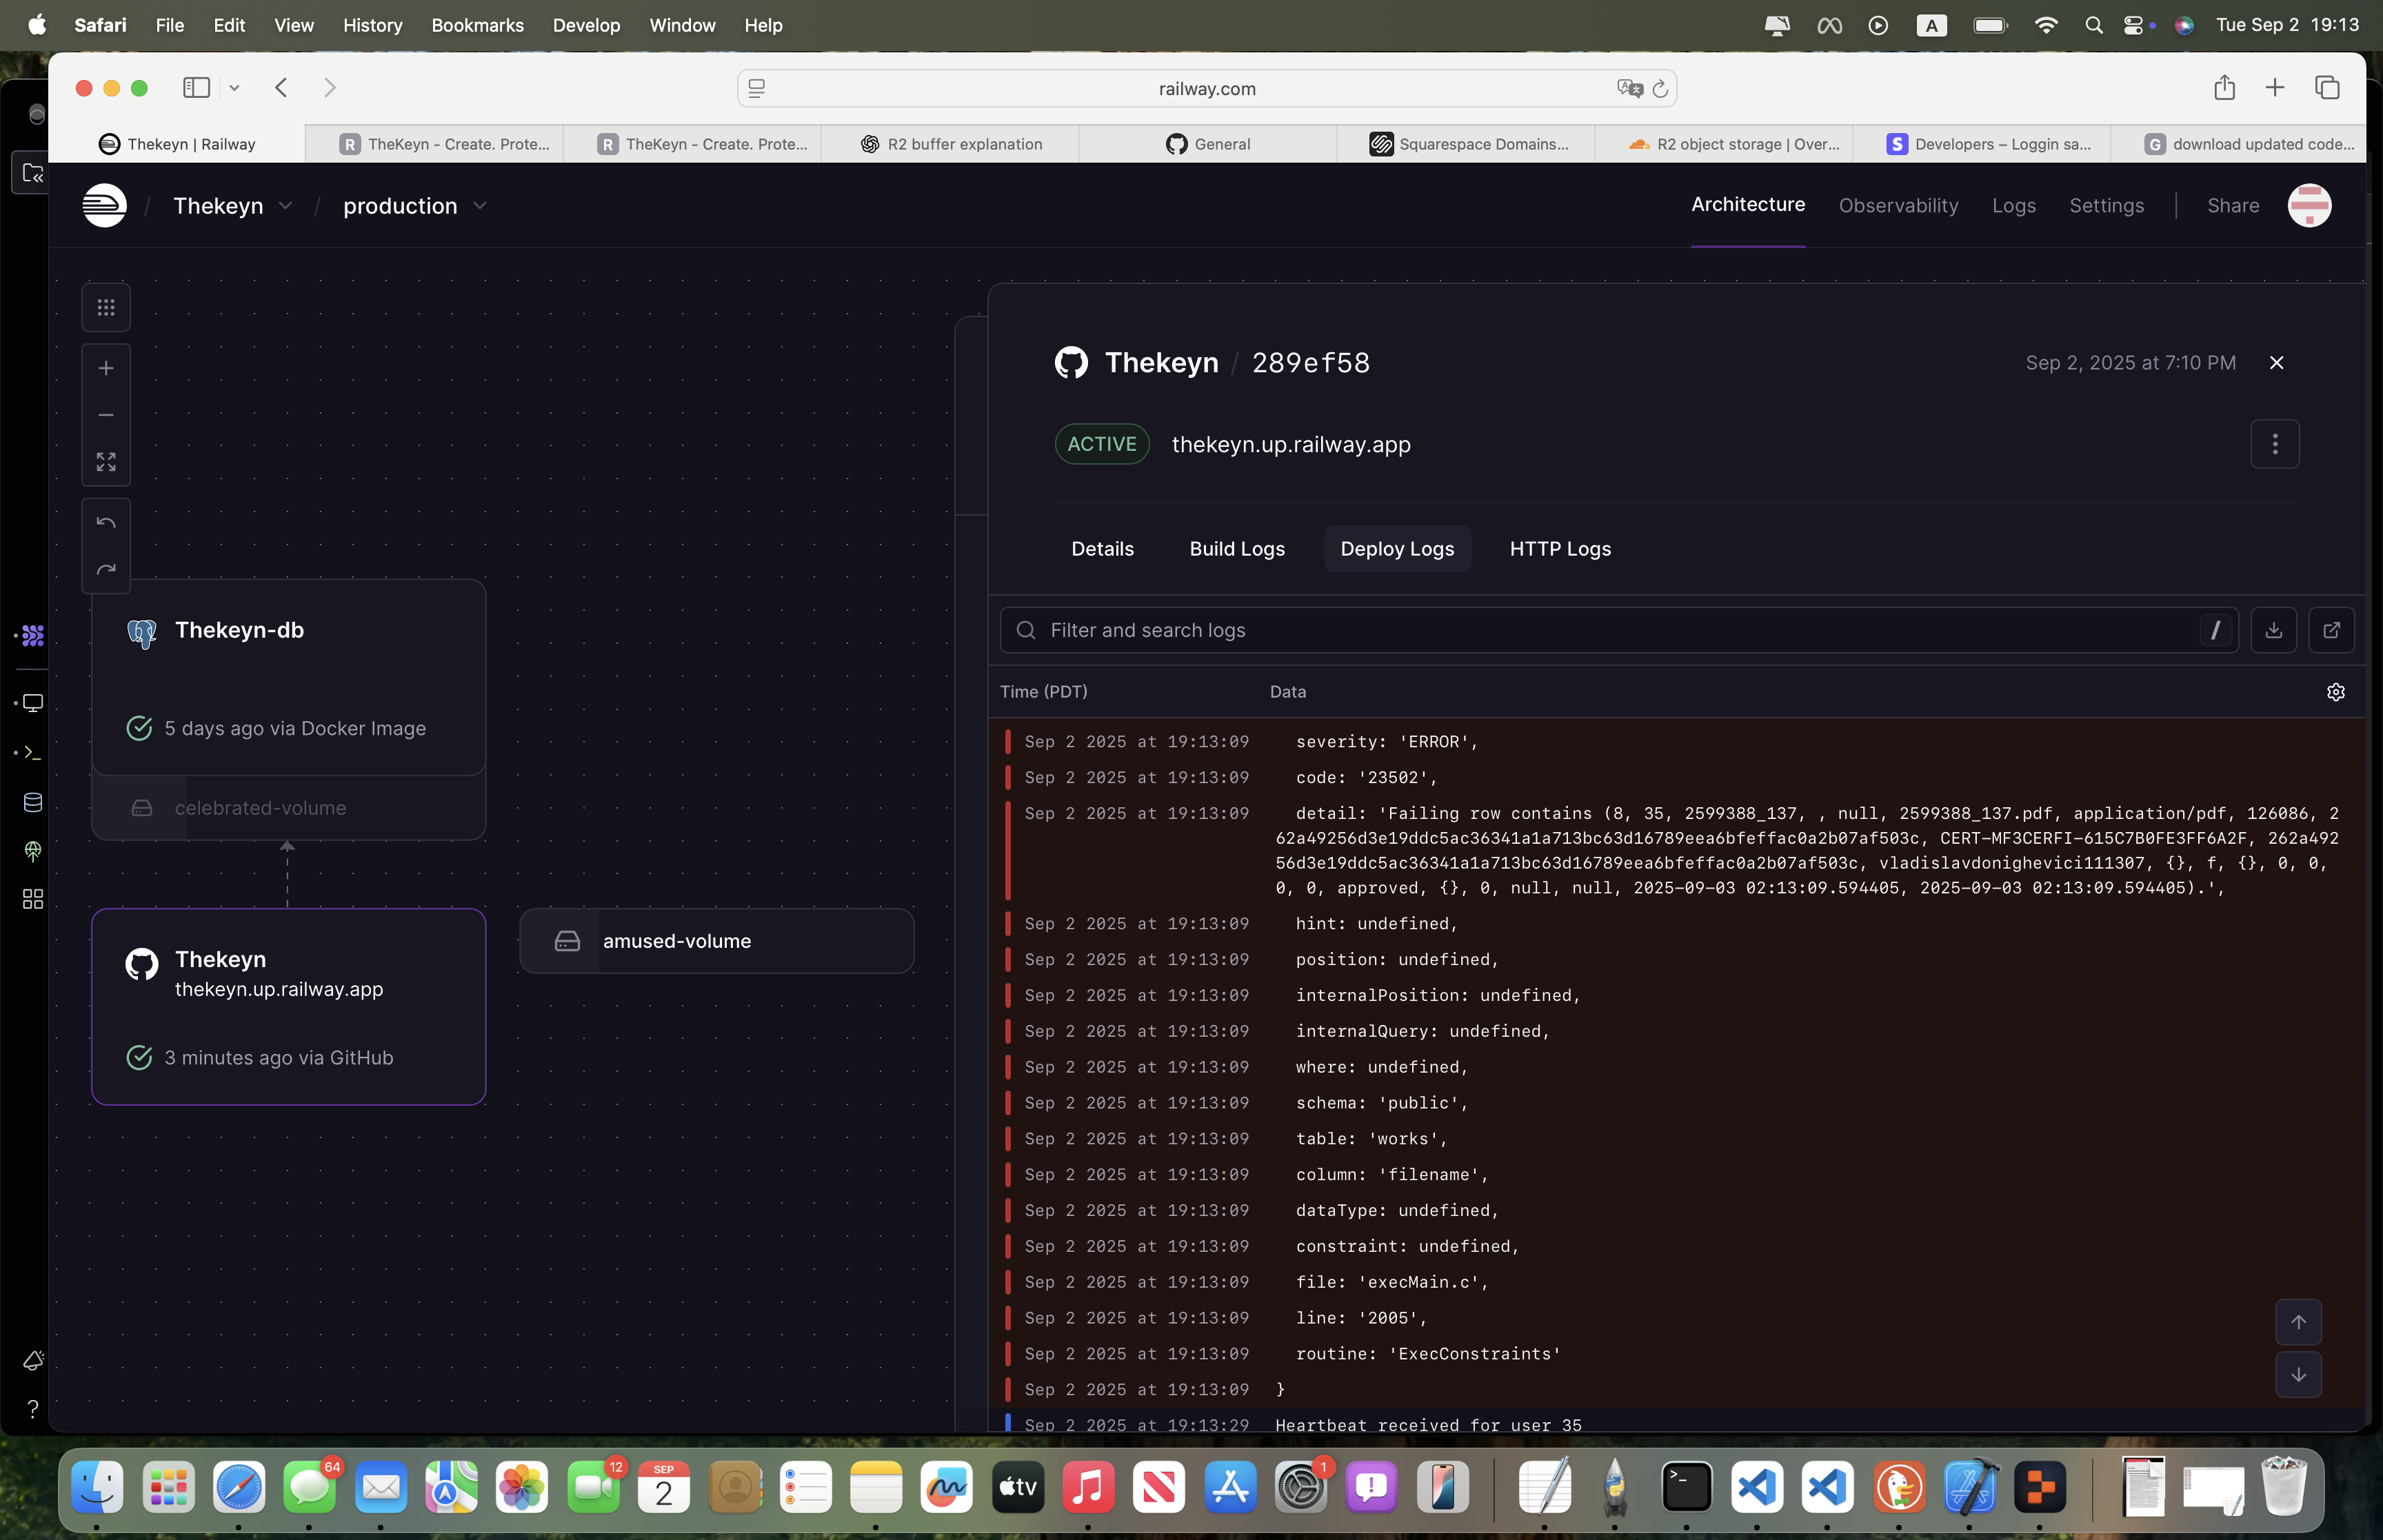 Safari File Edit View History Bookmarks Develop Window Help A Tue Sep 2 19:13
railway.com
Thekeyn | Railway
R TheKeyn - Create. Prote...
R TheKeyn - Create. Prote...
R2 buffer explanation
General
Squarespace Domains...
R2 object storage | Over...
S Developers – Loggin sa...
G download updated code...
/ Thekeyn / production
Architecture Observability Logs Settings | Share
Thekeyn / 289ef58
Sep 2, 2025 at 7:10 PM
ACTIVE thekeyn.up.railway.app
Details Build Logs Deploy Logs HTTP Logs
Filter and search logs /
Time (PDT) Data
Thekeyn-db
5 days ago via Docker Image
celebrated-volume
Thekeyn
thekeyn.up.railway.app
3 minutes ago via GitHub
amused-volume
Sep 2 2025 at 19:13:09 severity: 'ERROR',
Sep 2 2025 at 19:13:09 code: '23502',
Sep 2 2025 at 19:13:09 detail: 'Failing row contains (8, 35, 2599388_137, , null, 2599388_137.pdf, application/pdf, 126086, 2
62a49256d3e19ddc5ac36341a1a713bc63d16789eea6bfeffac0a2b07af503c, CERT-MF3CERFI-615C7B0FE3FF6A2F, 262a492
56d3e19ddc5ac36341a1a713bc63d16789eea6bfeffac0a2b07af503c, vladislavdonighevici111307, {}, f, {}, 0, 0,
0, 0, approved, {}, 0, null, null, 2025-09-03 02:13:09.594405, 2025-09-03 02:13:09.594405).',
Sep 2 2025 at 19:13:09 hint: undefined,
Sep 2 2025 at 19:13:09 position: undefined,
Sep 2 2025 at 19:13:09 internalPosition: undefined,
Sep 2 2025 at 19:13:09 internalQuery: undefined,
Sep 2 2025 at 19:13:09 where: undefined,
Sep 2 2025 at 19:13:09 schema: 'public',
Sep 2 2025 at 19:13:09 table: 'works',
Sep 2 2025 at 19:13:09 column: 'filename',
Sep 2 2025 at 19:13:09 dataType: undefined,
Sep 2 2025 at 19:13:09 constraint: undefined,
Sep 2 2025 at 19:13:09 file: 'execMain.c',
Sep 2 2025 at 19:13:09 line: '2005',
Sep 2 2025 at 19:13:09 routine: 'ExecConstraints'
Sep 2 2025 at 19:13:09 }
Sep 2 2025 at 19:13:29 Heartbeat received for user 35
64
12
SEP
2
tv
1